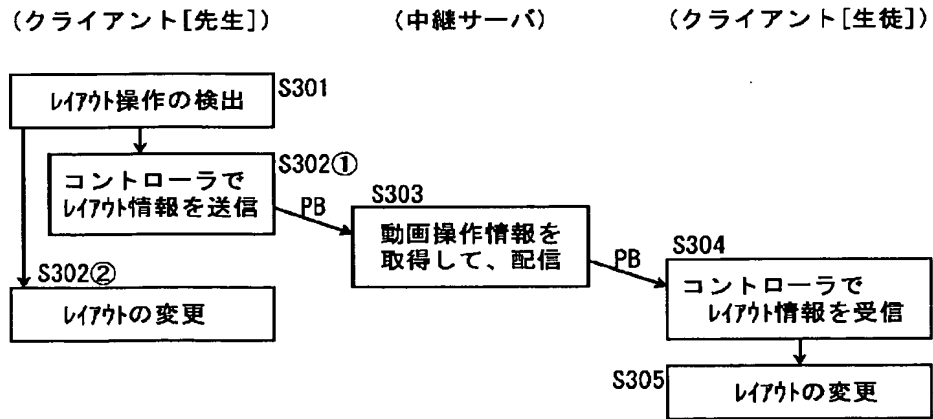 (クライアント[先生])
(中継サーバ)
(クライアント[生徒])
レイアウト操作の検出
S301
コントローラで
レイアウト情報を送信
S302①
PB
S303
動画操作情報を
取得して、配信
PB
S304
コントローラで
レイアウト情報を受信
S302②
レイアウトの変更
S305
レイアウトの変更